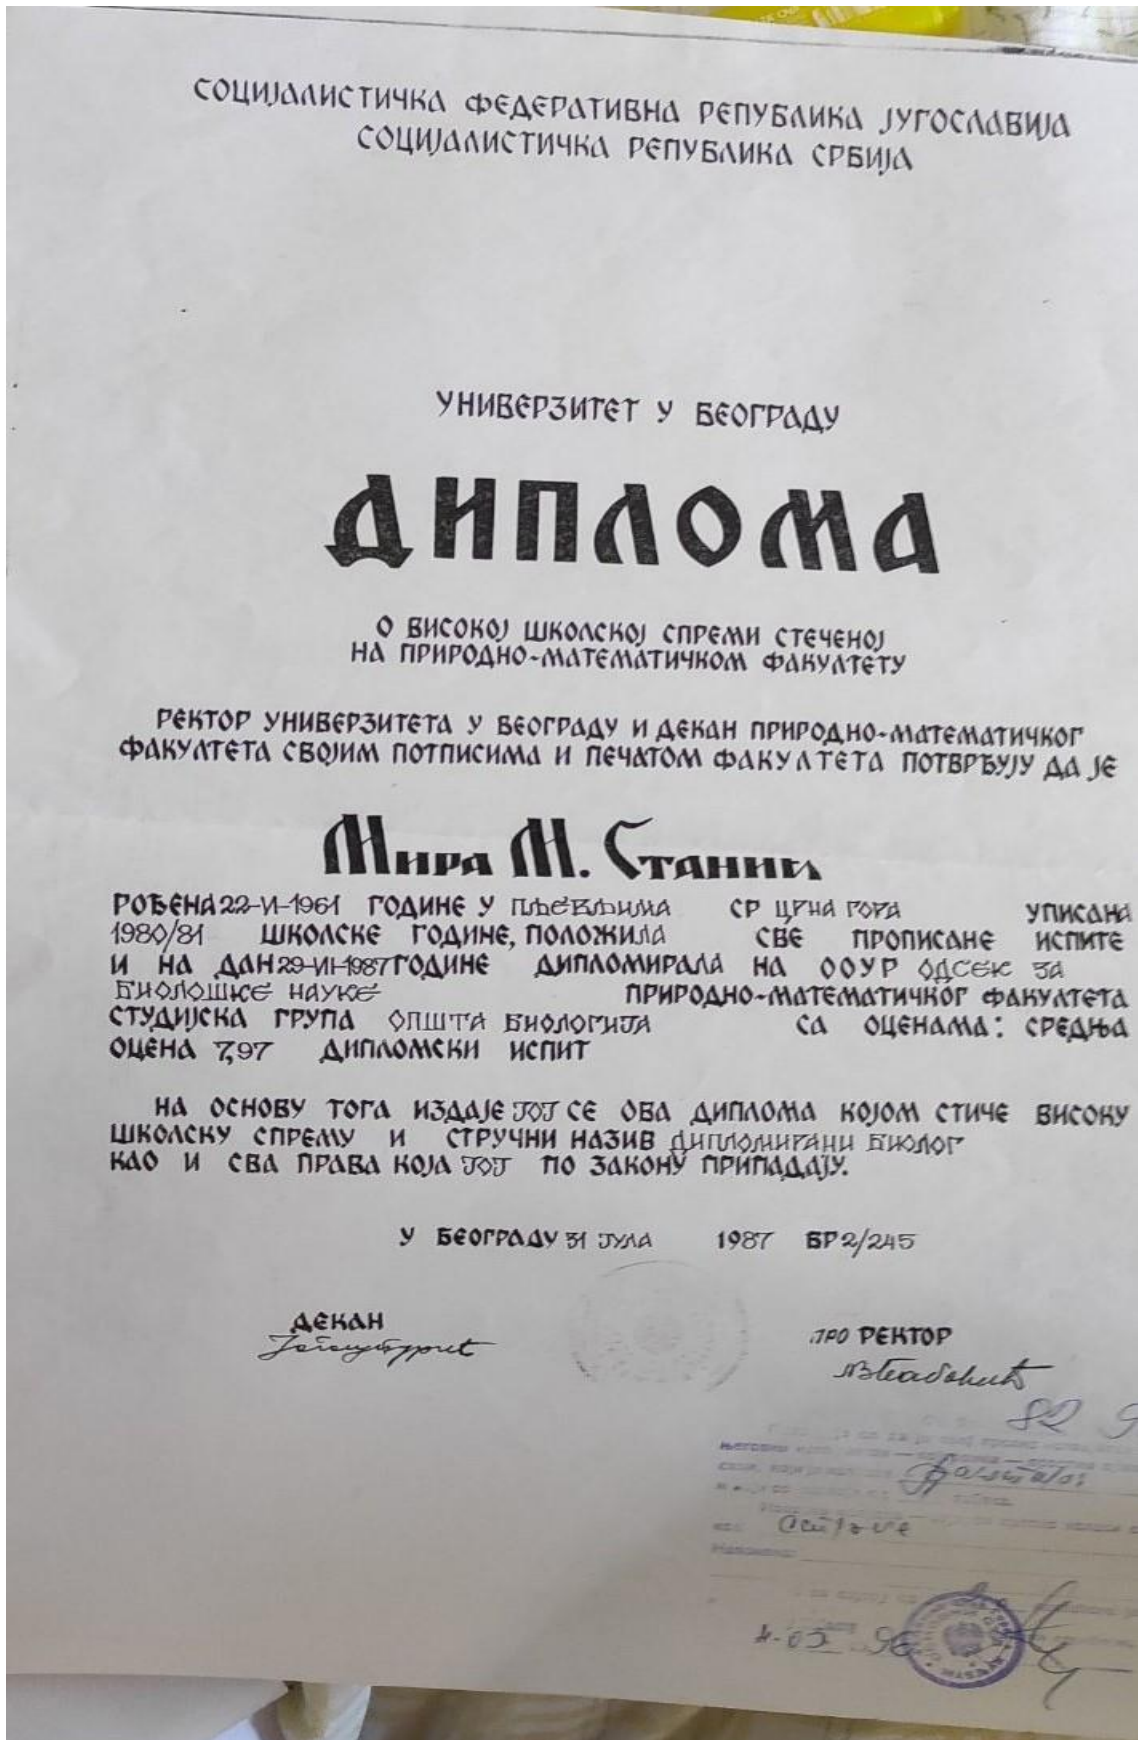 СОЦИЈАЛИСТИЧКА ФЕДЕРАТИВНА РЕПУБЛИКА ЈУГОСЛАВИЈА
СОЦИЈАЛИСТИЧКА РЕПУБЛИКА СРБИЈА
УНИВЕРЗИТЕТ У БЕОГРАДУ
ДИПЛОМА
О ВИСОКОЈ ШКОЛСКОЈ СПРЕМИ СТЕЧЕНОЈ
НА ПРИРОДНО-МАТЕМАТИЧКОМ ФАКУЛТЕТУ
РЕКТОР УНИВЕРЗИТЕТА У БЕОГРАДУ И ДЕКАН ПРИРОДНО-МАТЕМАТИЧКОГ
ФАКУЛТЕТА СВОЈИМ ПОТПИСИМА И ПЕЧАТОМ ФАКУЛТЕТА ПОТВРЂУЈУ ДА ЈЕ
Мира М. Станић
РОЂЕНА 22-VI-1961 ГОДИНЕ У ПЉЕВЉИМА СР ЦРНА ГОРА УПИСАНА
1980/81 ШКОЛСКЕ ГОДИНЕ, ПОЛОЖИЛА СВЕ ПРОПИСАНЕ ИСПИТЕ
И НА ДАН 29-VI-1987 ГОДИНЕ ДИПЛОМИРАЛА НА ООУР ОДСЕК ЗА
БИОЛОШКЕ НАУКЕ ПРИРОДНО-МАТЕМАТИЧКОГ ФАКУЛТЕТА
СТУДИЈСКА ГРУПА ОПШТА БИОЛОГИЈА СА ОЦЕНАМА: СРЕДЊА
ОЦЕНА 7,97 ДИПЛОМСКИ ИСПИТ
НА ОСНОВУ ТОГА ИЗДАЈЕ ЈОЈ СЕ ОВА ДИПЛОМА КОЈОМ СТИЧЕ ВИСОКУ
ШКОЛСКУ СПРЕМУ И СТРУЧНИ НАЗИВ ДИПЛОМИРАНИ БИОЛОГ
КАО И СВА ПРАВА КОЈА ЈОЈ ПО ЗАКОНУ ПРИПАДАЈУ.
У БЕОГРАДУ 31 ЈУЛА 1987 БР 2/245
ДЕКАН
ПРО РЕКТОР
82